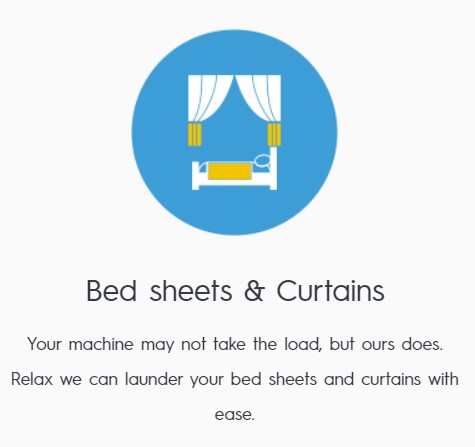 Bed sheets & Curtains
Your machine may not take the load, but ours does.
Relax we can launder your bed sheets and curtains with
ease.